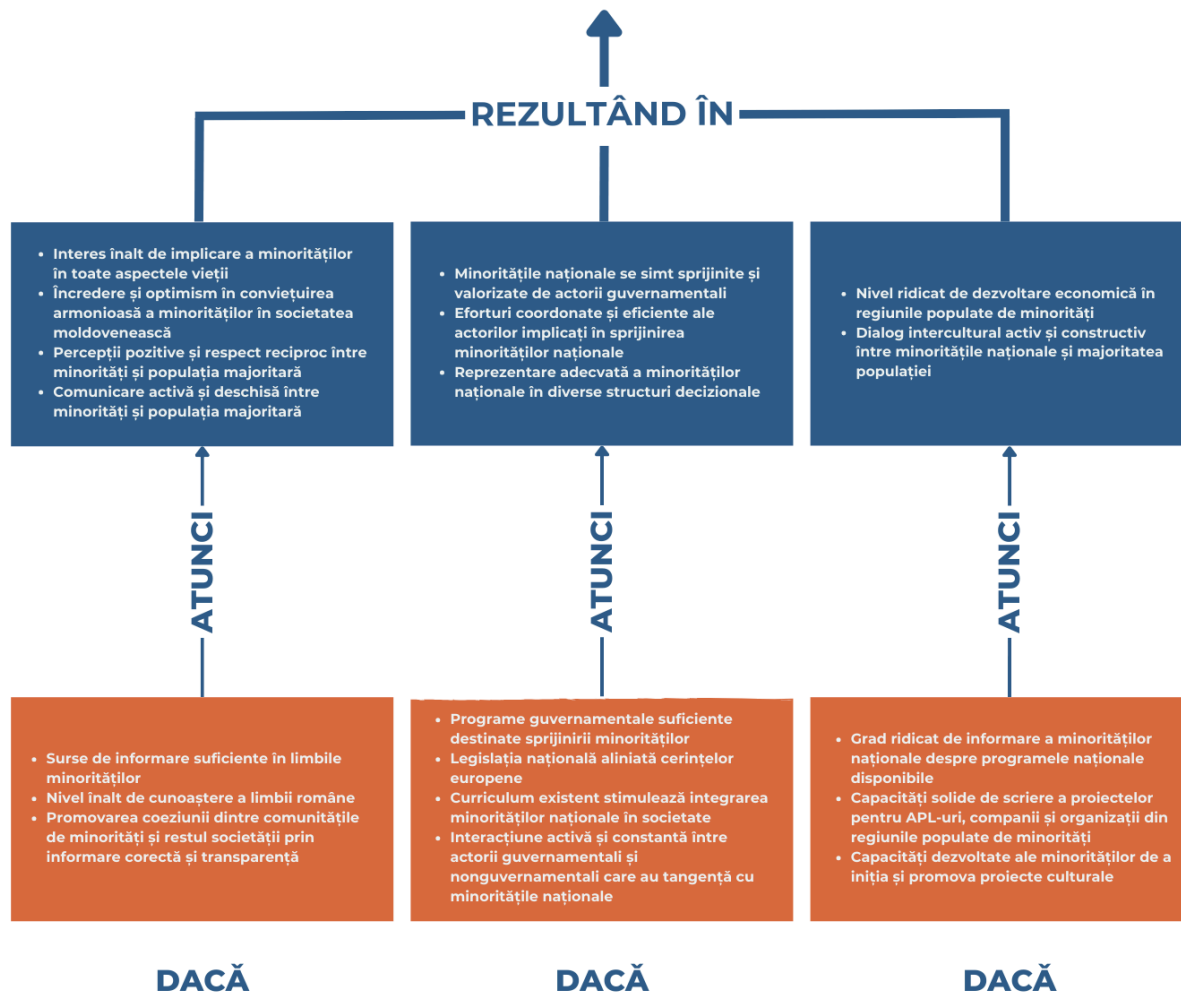 REZULTÂND ÎN
• Interes înalt de implicare a minorităților
în toate aspectele vieții
• Încredere și optimism în conviețuirea
armonioasă a minorităților în societatea
moldovenească
• Percepții pozitive și respect reciproc între
minorități și populația majoritară
• Comunicare activă și deschisă între
minorități și populația majoritară
• Minoritățile naționale se simt sprijinite și
valorizate de actorii guvernamentali
• Eforturi coordonate și eficiente ale
actorilor implicați în sprijinirea
minorităților naționale
• Reprezentare adecvată a minorităților
naționale în diverse structuri decizionale
• Nivel ridicat de dezvoltare economică în
regiunile populate de minorități
• Dialog intercultural activ și constructiv
între minoritățile naționale și majoritatea
populației
ATUNCI
ATUNCI
ATUNCI
• Surse de informare suficiente în limbile
minorităților
• Nivel înalt de cunoaștere a limbii române
• Promovarea coeziunii dintre comunitățile
de minorități și restul societății prin
informare corectă și transparență
• Programe guvernamentale suficiente
destinate sprijinirii minorităților
• Legislația națională aliniată cerințelor
europene
• Curriculum existent stimulează integrarea
minorităților naționale în societate
• Interacțiune activă și constantă între
actorii guvernamentali și
nonguvernamentali care au tangență cu
minoritățile naționale
• Grad ridicat de informare a minorităților
naționale despre programele naționale
disponibile
• Capacități solide de scriere a proiectelor
pentru APL-uri, companii și organizații din
regiunile populate de minorități
• Capacități dezvoltate ale minorităților de a
iniția și promova proiecte culturale
DACĂ
DACĂ
DACĂ